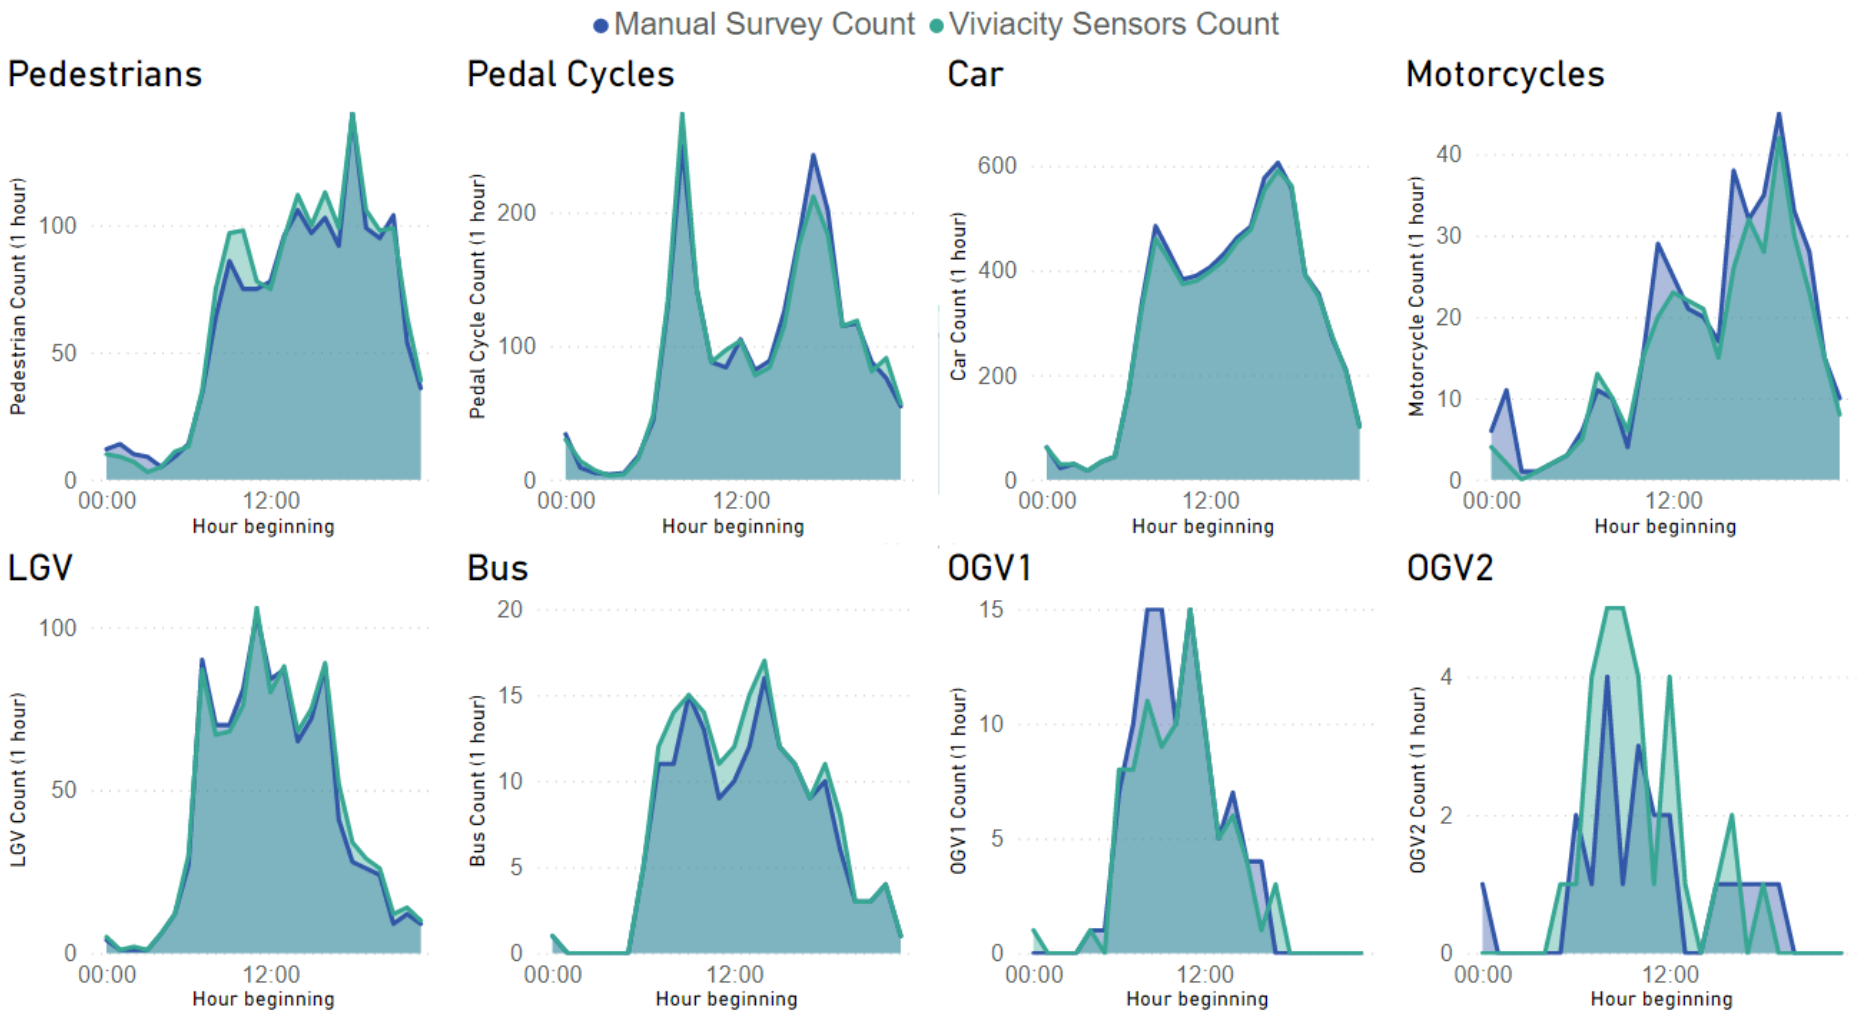 Manual Survey Count Viviacity Sensors Count
Pedestrians
Pedestrian Count (1 hour)
100
50
0
00:00 12:00
Hour beginning
Pedal Cycles
Pedal Cycle Count (1 hour)
200
100
0
00:00 12:00
Hour beginning
Car
Car Count (1 hour)
600
400
200
0
00:00 12:00
Hour beginning
Motorcycles
Motorcycle Count (1 hour)
40
30
20
10
0
00:00 12:00
Hour beginning
LGV
LGV Count (1 hour)
100
50
0
00:00 12:00
Hour beginning
Bus
Bus Count (1 hour)
20
15
10
5
0
00:00 12:00
Hour beginning
OGV1
OGV1 Count (1 hour)
15
10
5
0
00:00 12:00
Hour beginning
OGV2
OGV2 Count (1 hour)
4
2
0
00:00 12:00
Hour beginning